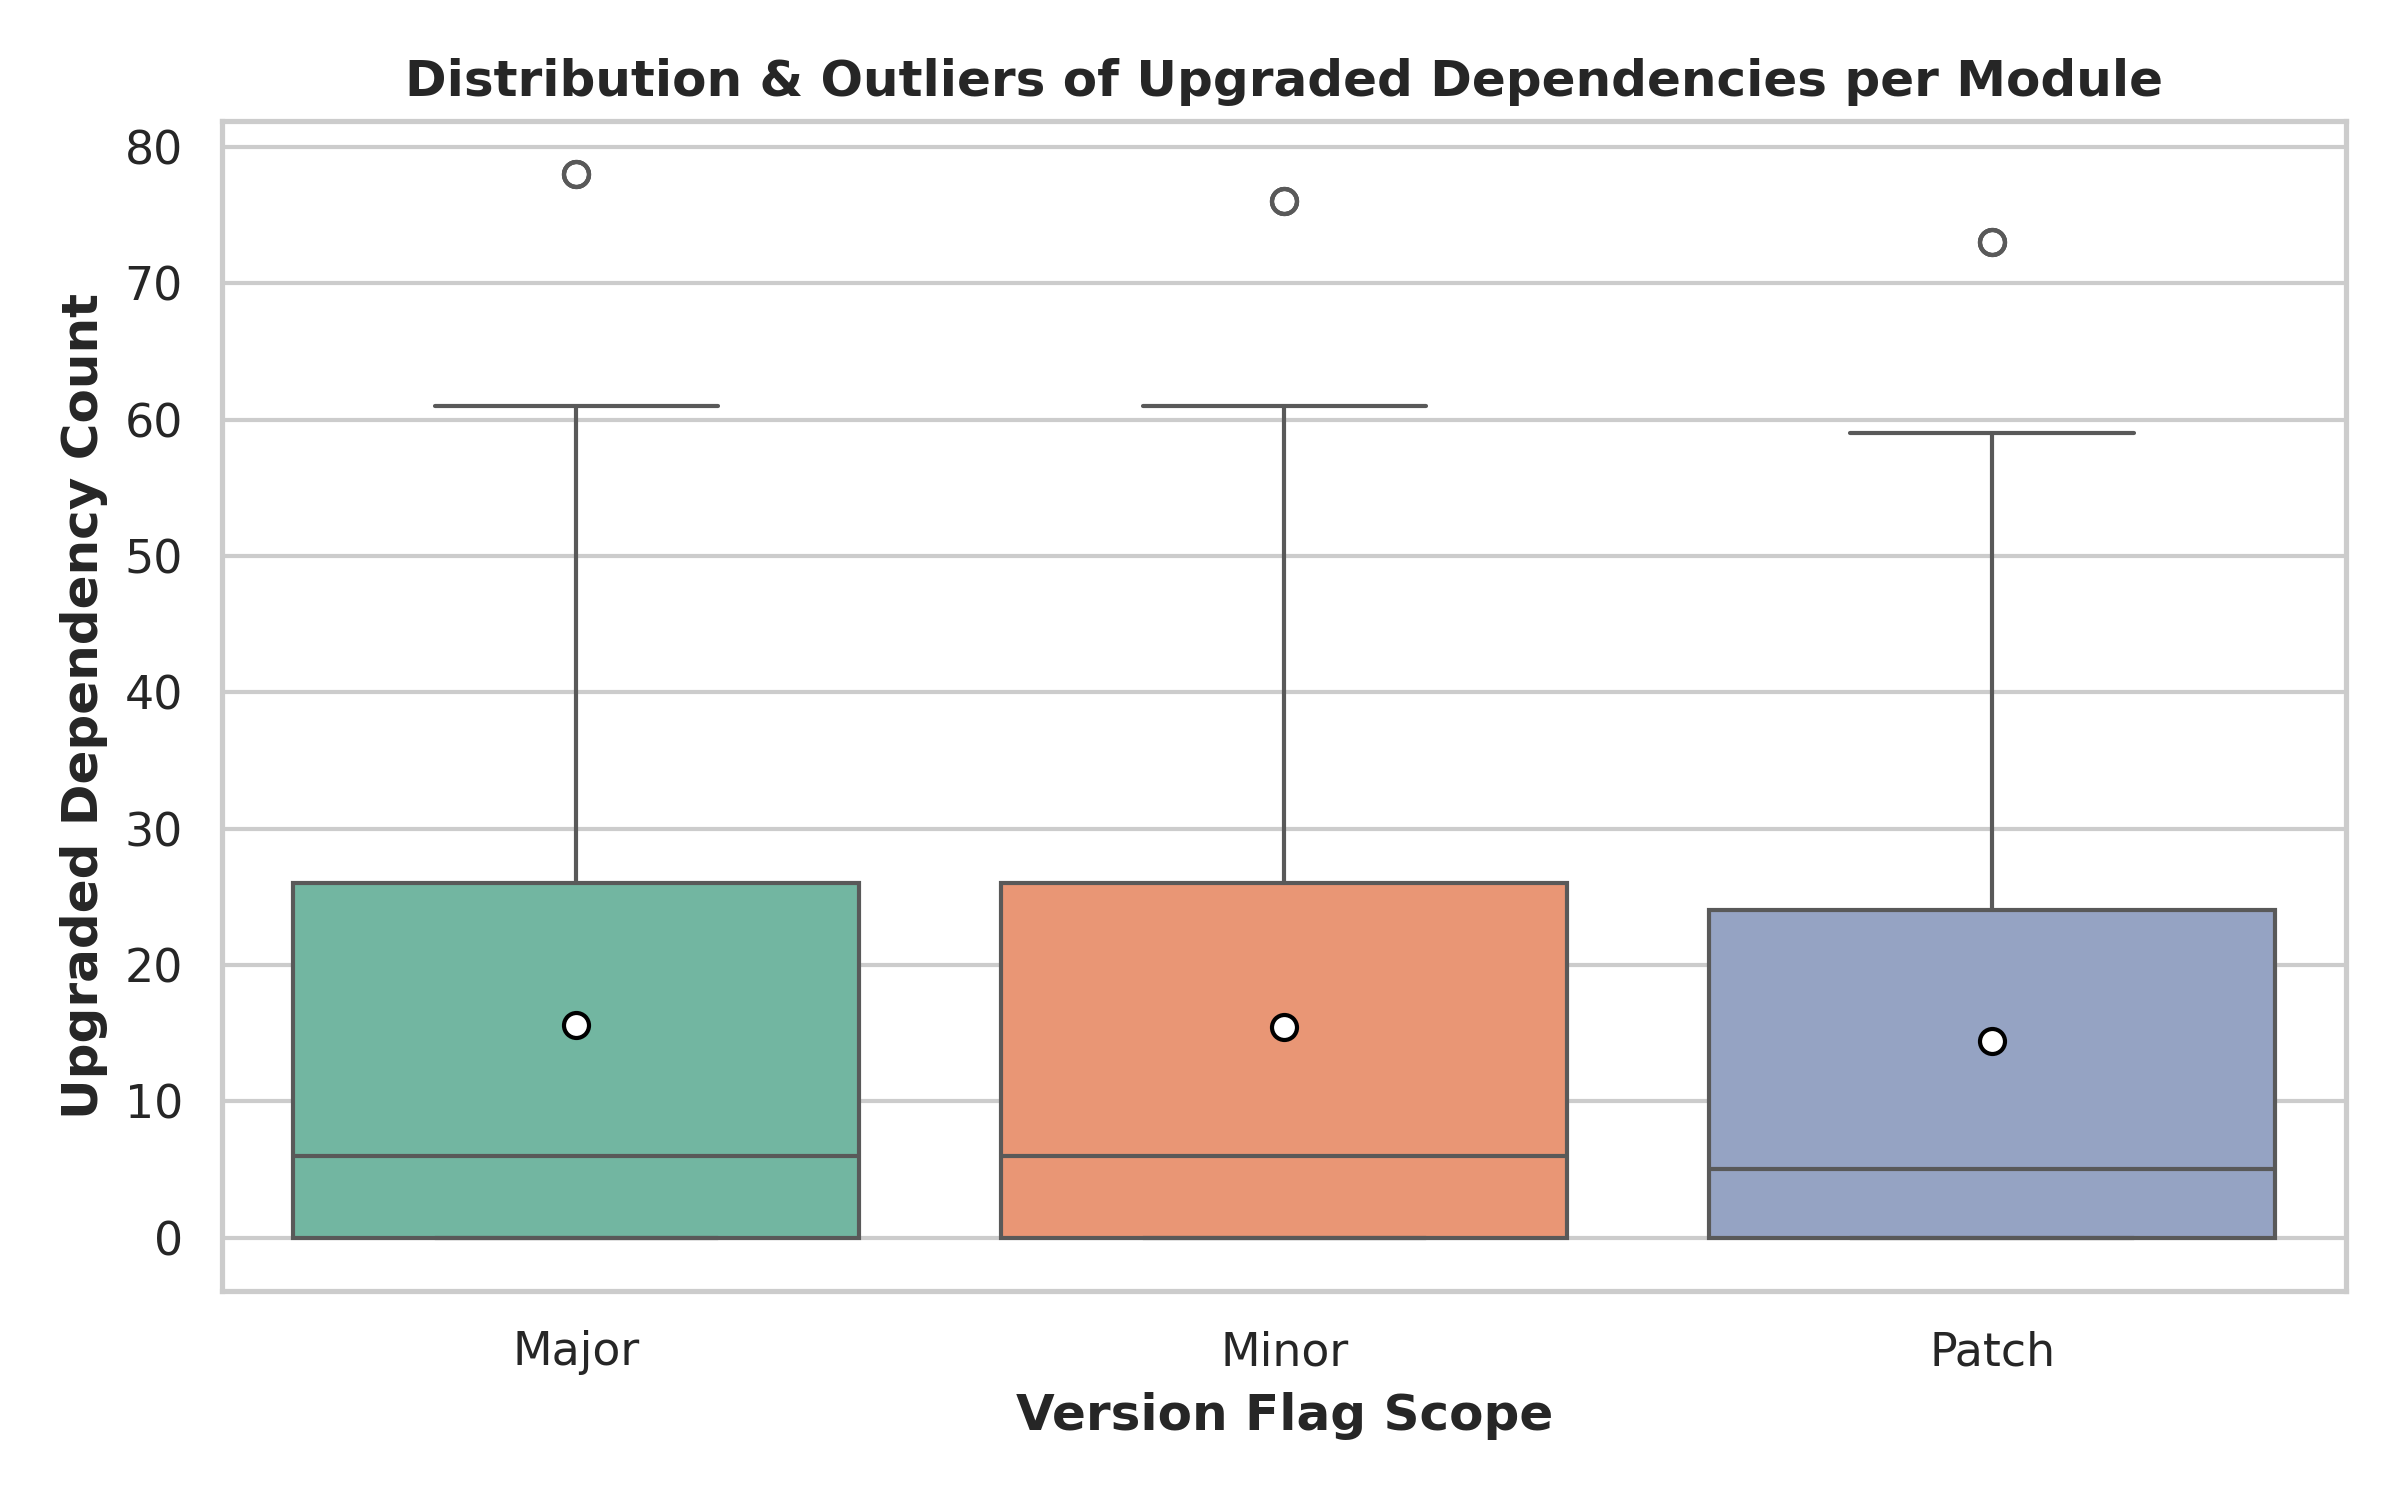 Distribution & Outliers of Upgraded Dependencies per Module
Upgraded Dependency Count
80
70
60
50
40
30
20
10
0
Major
Minor
Patch
Version Flag Scope